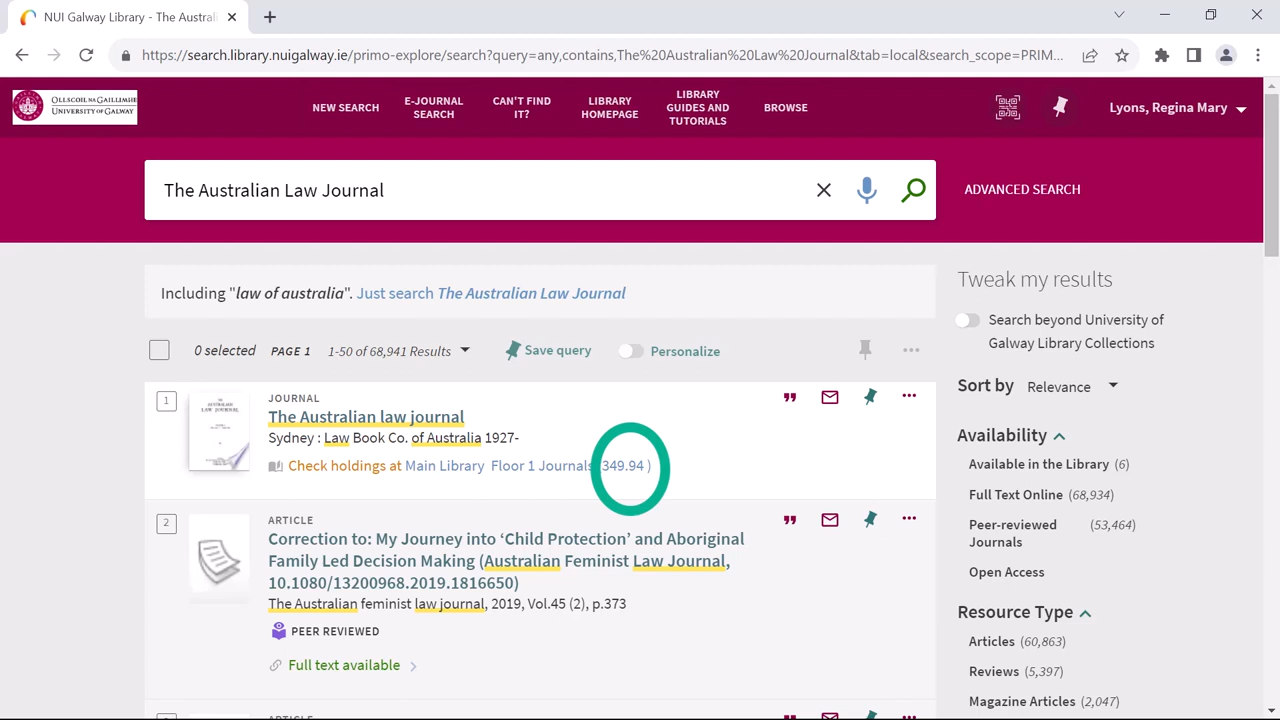 NUI Galway Library - The Austral
https://search.library.nuigalway.ie/primo-explore/search?query=any,contains,The%20Australian%20Law%20Journal&tab=local&search_scope=PRIM...
OLLSCOIL NA GAILLIMHE
UNIVERSITY OF GALWAY
NEW SEARCH
E-JOURNAL
SEARCH
CAN'T FIND
IT?
LIBRARY
HOMEPAGE
LIBRARY
GUIDES AND
TUTORIALS
BROWSE
Lyons, Regina Mary
The Australian Law Journal
ADVANCED SEARCH
Including "law of australia". Just search The Australian Law Journal
0 selected PAGE 1 1-50 of 68,941 Results Save query Personalize
1
JOURNAL
The Australian law journal
Sydney : Law Book Co. of Australia 1927-
Check holdings at Main Library Floor 1 Journals (349.94 )
2
ARTICLE
Correction to: My Journey into ‘Child Protection’ and Aboriginal
Family Led Decision Making (Australian Feminist Law Journal,
10.1080/13200968.2019.1816650)
The Australian feminist law journal, 2019, Vol.45 (2), p.373
PEER REVIEWED
Full text available
Tweak my results
Search beyond University of
Galway Library Collections
Sort by Relevance
Availability
Available in the Library (6)
Full Text Online (68,934)
Peer-reviewed (53,464)
Journals
Open Access
Resource Type
Articles (60,863)
Reviews (5,397)
Magazine Articles (2,047)